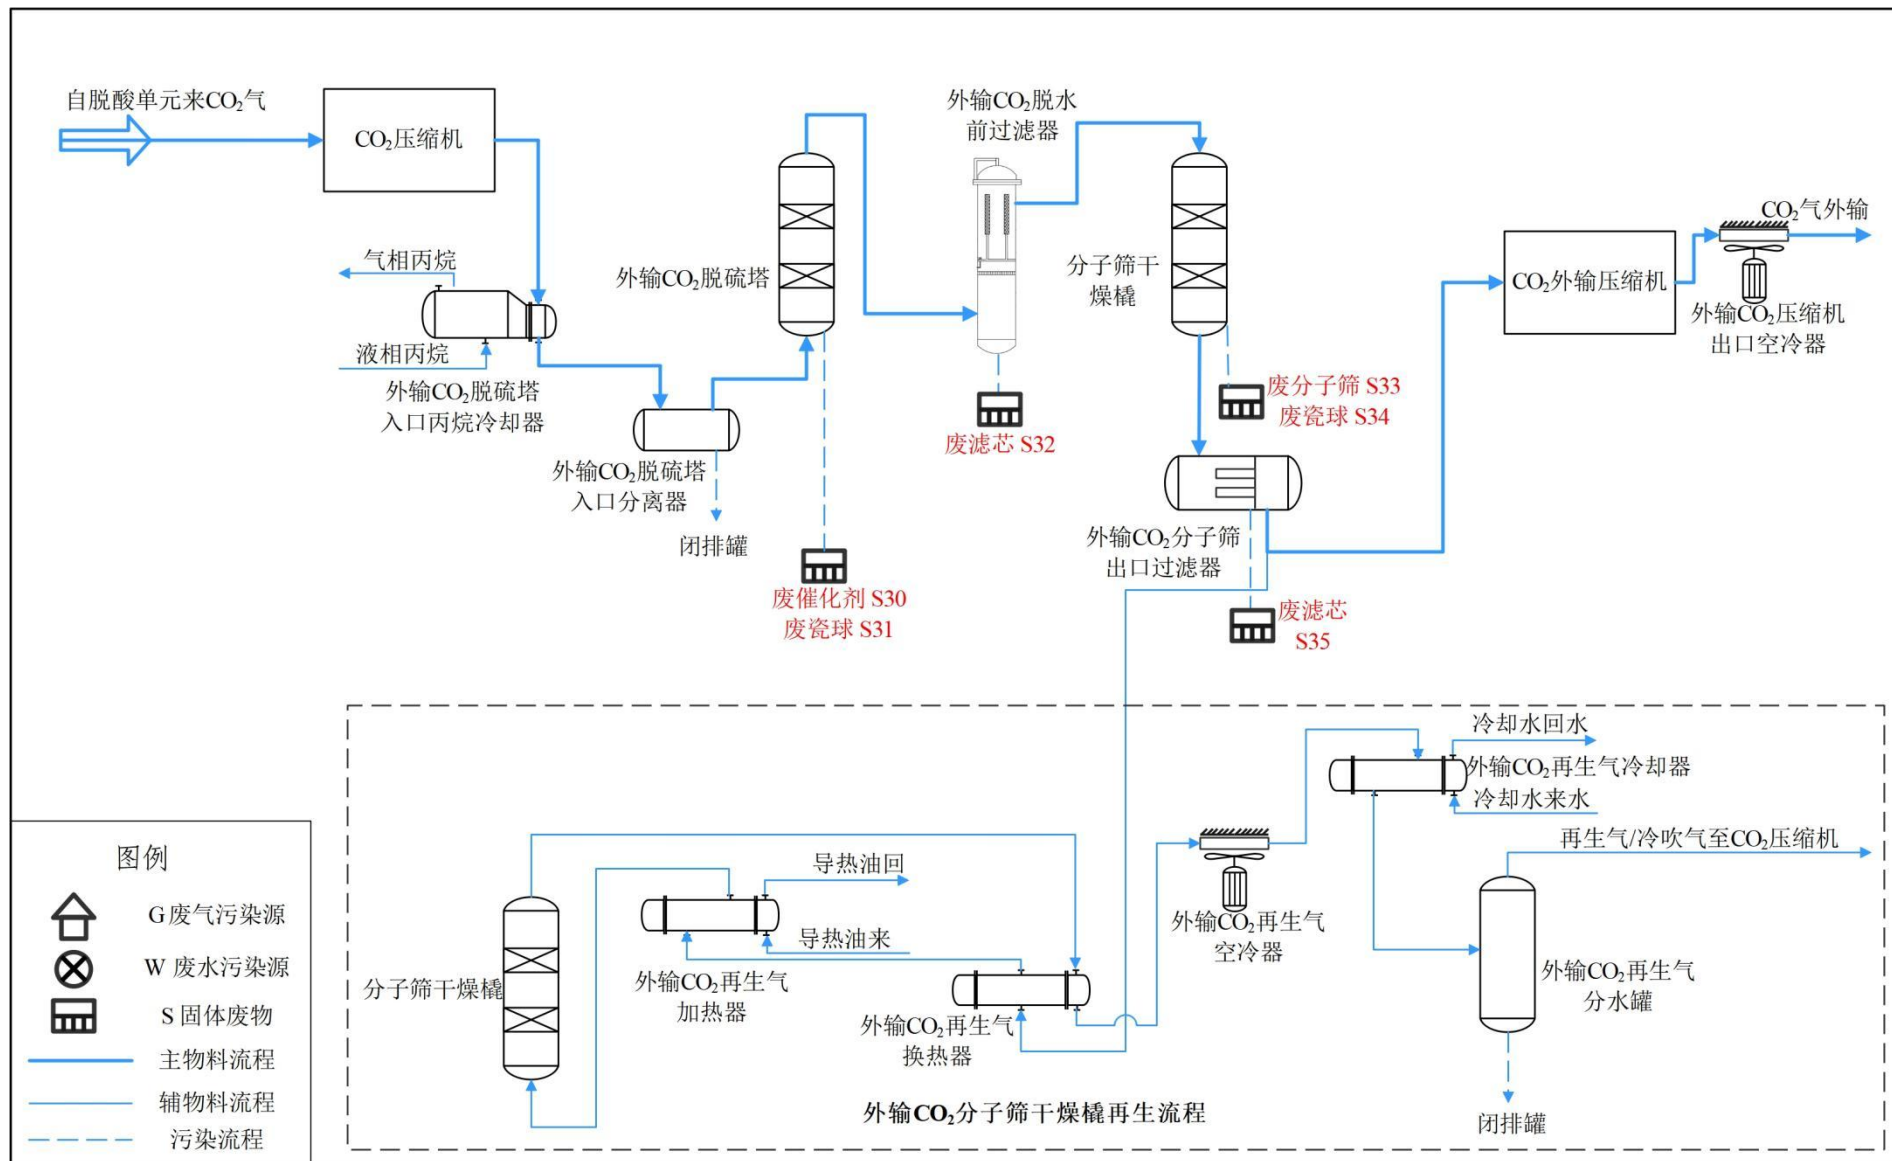 自脱酸单元来CO₂气
CO₂压缩机
气相丙烷
液相丙烷
外输CO₂脱硫塔
入口丙烷冷却器
外输CO₂脱硫塔
入口分离器
闭排罐
外输CO₂脱硫塔
废催化剂 S30
废瓷球 S31
外输CO₂脱水
前过滤器
废滤芯 S32
分子筛干
燥橇
废分子筛 S33
废瓷球 S34
外输CO₂分子筛
出口过滤器
废滤芯
S35
CO₂外输压缩机
CO₂气外输
外输CO₂压缩机
出口空冷器
图例
G废气污染源
W 废水污染源
S固体废物
主物料流程
辅物料流程
污染流程
分子筛干燥橇
导热油回
导热油来
外输CO₂再生气
加热器
外输CO₂再生气
换热器
外输CO₂再生气
空冷器
冷却水回水
外输CO₂再生气冷却器
冷却水来水
再生气/冷吹气至CO₂压缩机
外输CO₂再生气
分水罐
闭排罐
外输CO₂分子筛干燥橇再生流程